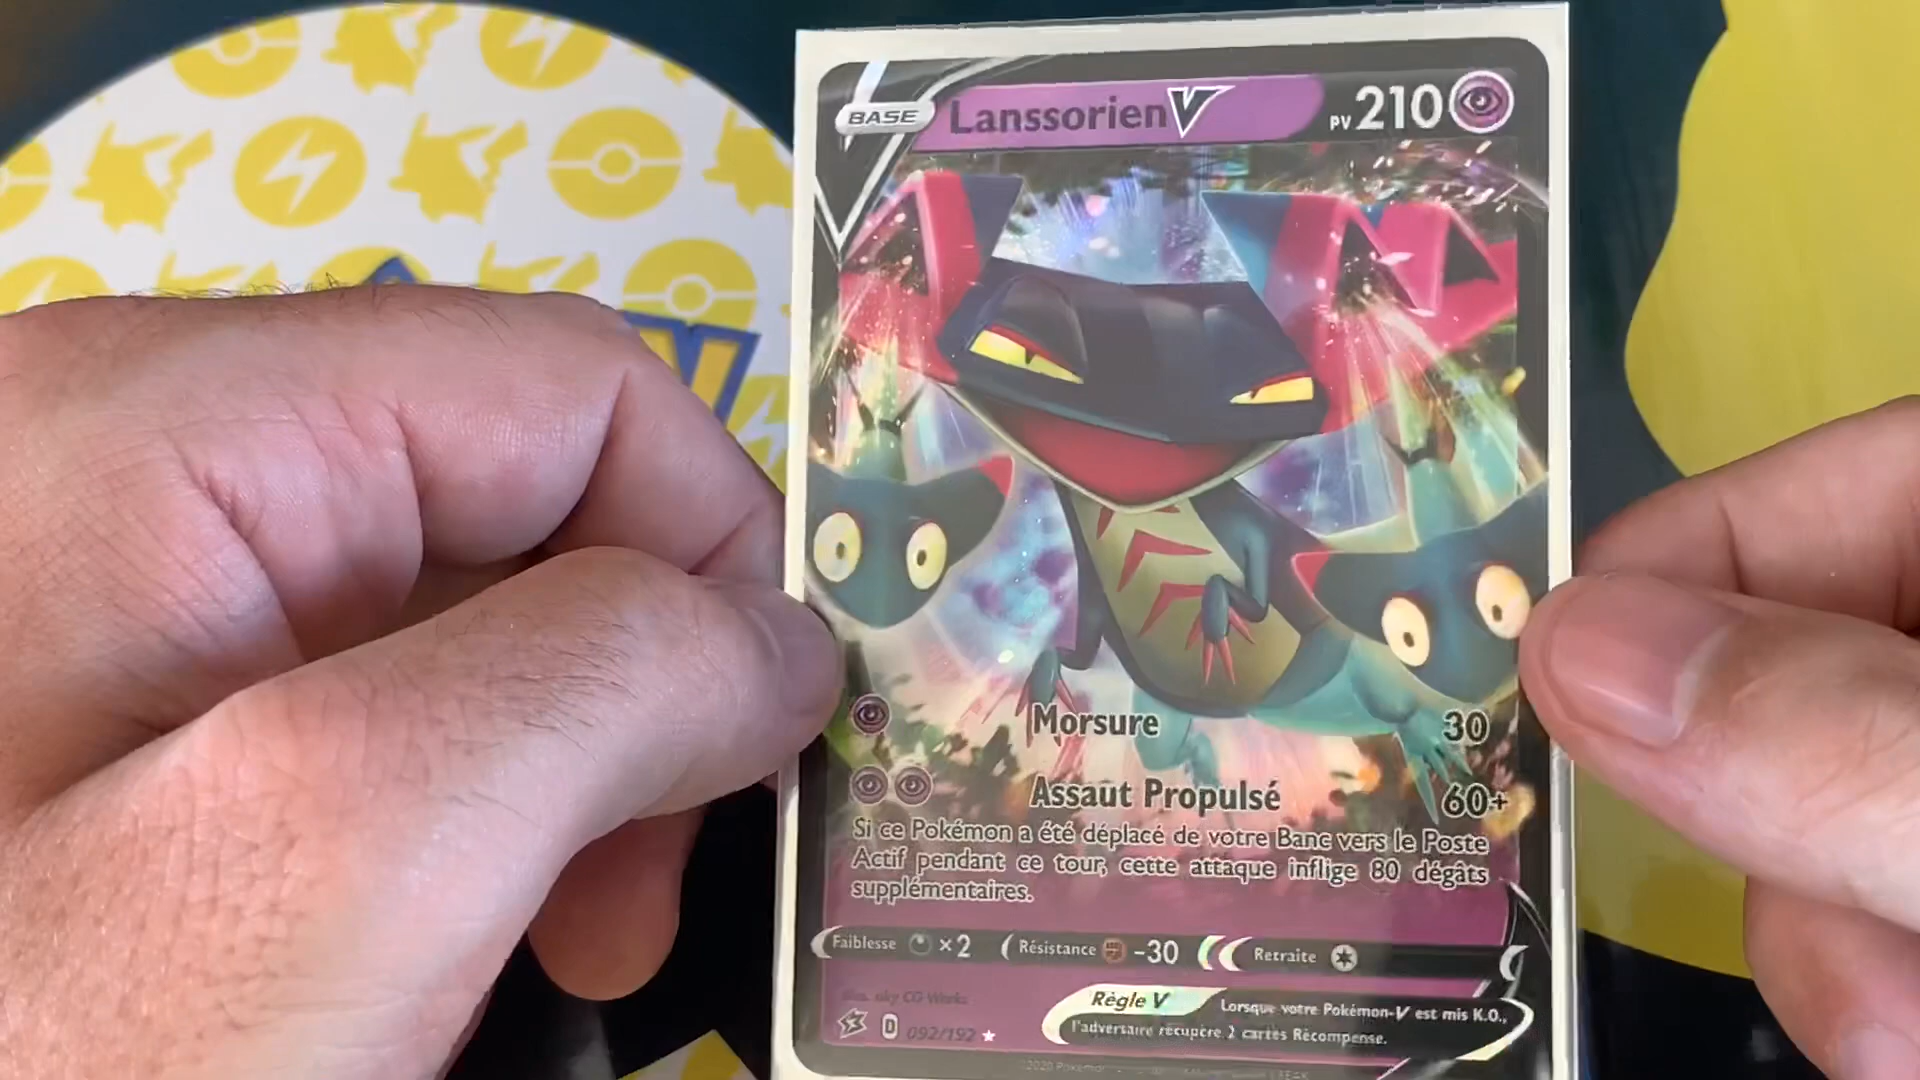 BASE LanssorienV PV 210
Morsure 30
Assaut Propulsé 60+
Si ce Pokémon a été déplacé de votre Banc vers le Poste
Actif pendant ce tour, cette attaque inflige 80 dégâts
supplémentaires.
Faiblesse ×2 Résistance -30 Retraite
Illus. aky CG Works
Règle V Lorsque votre Pokémon-V est mis K.O.,
l'adversaire récupère 2 cartes Récompense.
D 092/192
©2020 Pokémon